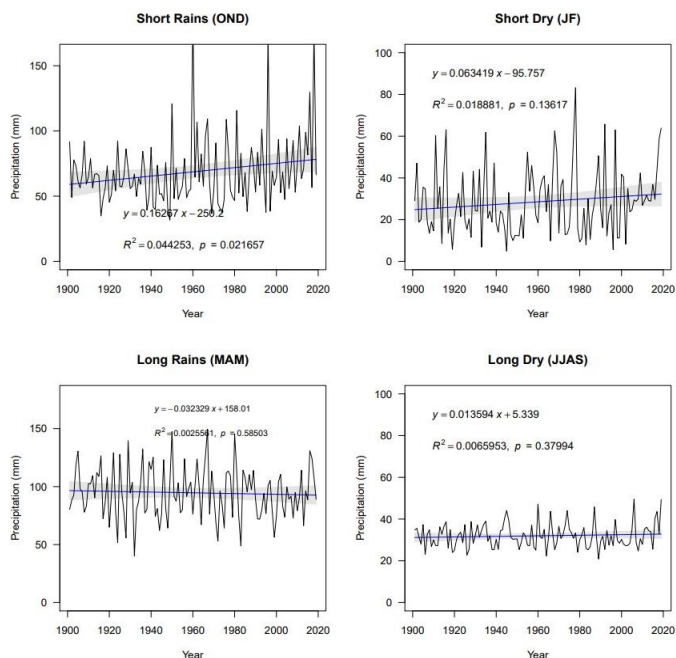 Short Rains (OND)
Precipitation (mm)
150
100
50
0
y = 0.16267 x − 250.2
R² = 0.044253, p = 0.021657
1900 1920 1940 1960 1980 2000 2020
Year
Short Dry (JF)
Precipitation (mm)
100
80
60
40
20
0
y = 0.063419 x − 95.757
R² = 0.018881, p = 0.13617
1900 1920 1940 1960 1980 2000 2020
Year
Long Rains (MAM)
Precipitation (mm)
150
100
50
0
y = −0.032329 x + 158.01
R² = 0.0025561, p = 0.58503
1900 1920 1940 1960 1980 2000 2020
Year
Long Dry (JJAS)
Precipitation (mm)
100
80
60
40
20
0
y = 0.013594 x + 5.339
R² = 0.0065953, p = 0.37994
1900 1920 1940 1960 1980 2000 2020
Year